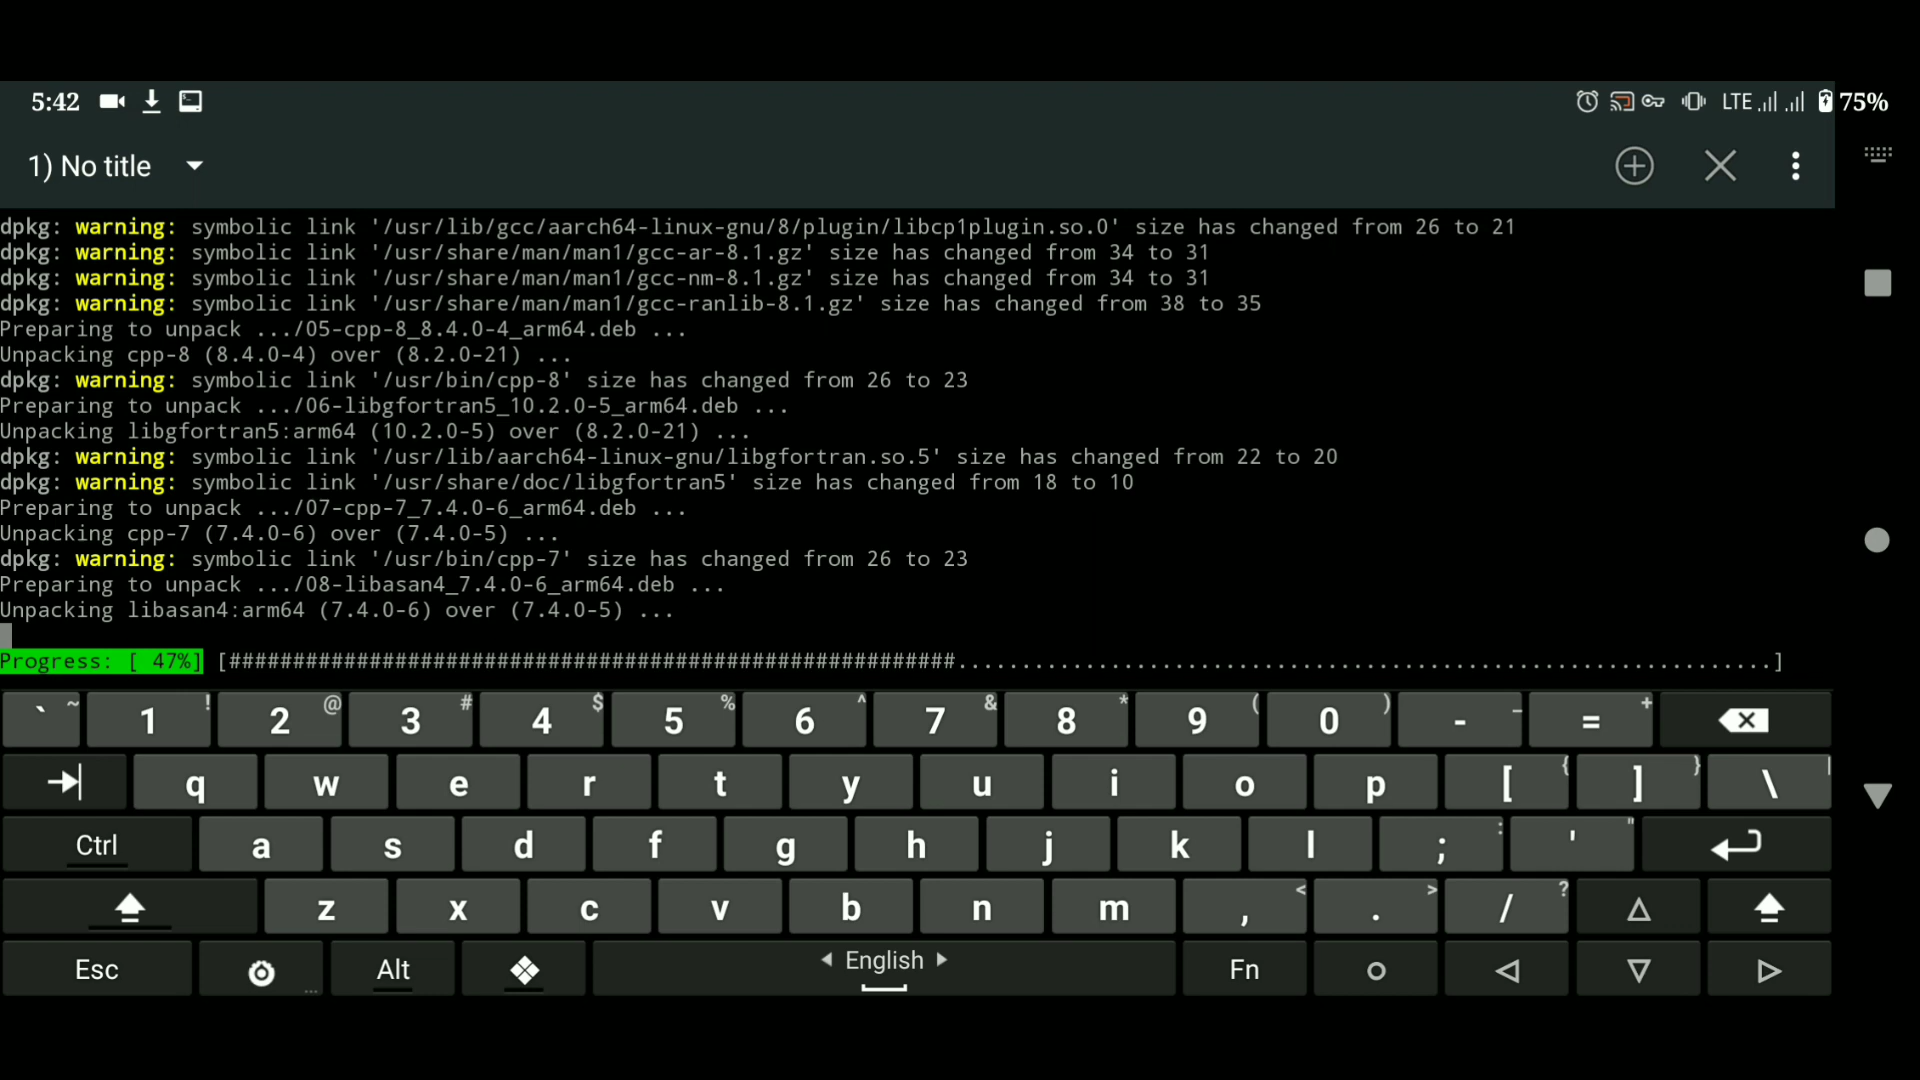 5:42 LTE 75%
1) No title
dpkg: warning: symbolic link '/usr/lib/gcc/aarch64-linux-gnu/8/plugin/libcp1plugin.so.0' size has changed from 26 to 21
dpkg: warning: symbolic link '/usr/share/man/man1/gcc-ar-8.1.gz' size has changed from 34 to 31
dpkg: warning: symbolic link '/usr/share/man/man1/gcc-nm-8.1.gz' size has changed from 34 to 31
dpkg: warning: symbolic link '/usr/share/man/man1/gcc-ranlib-8.1.gz' size has changed from 38 to 35
Preparing to unpack .../05-cpp-8_8.4.0-4_arm64.deb ...
Unpacking cpp-8 (8.4.0-4) over (8.2.0-21) ...
dpkg: warning: symbolic link '/usr/bin/cpp-8' size has changed from 26 to 23
Preparing to unpack .../06-libgfortran5_10.2.0-5_arm64.deb ...
Unpacking libgfortran5:arm64 (10.2.0-5) over (8.2.0-21) ...
dpkg: warning: symbolic link '/usr/lib/aarch64-linux-gnu/libgfortran.so.5' size has changed from 22 to 20
dpkg: warning: symbolic link '/usr/share/doc/libgfortran5' size has changed from 18 to 10
Preparing to unpack .../07-cpp-7_7.4.0-6_arm64.deb ...
Unpacking cpp-7 (7.4.0-6) over (7.4.0-5) ...
dpkg: warning: symbolic link '/usr/bin/cpp-7' size has changed from 26 to 23
Preparing to unpack .../08-libasan4_7.4.0-6_arm64.deb ...
Unpacking libasan4:arm64 (7.4.0-6) over (7.4.0-5) ...
Progress: [ 47%] [#########################################################................................................................]
` ~ 1 ! 2 @ 3 # 4 $ 5 % 6 ^ 7 & 8 * 9 ( 0 ) - _ = +
q w e r t y u i o p [ { ] } \ |
Ctrl a s d f g h j k l ; : ' "
z x c v b n m , < . > / ?
Esc Alt English Fn